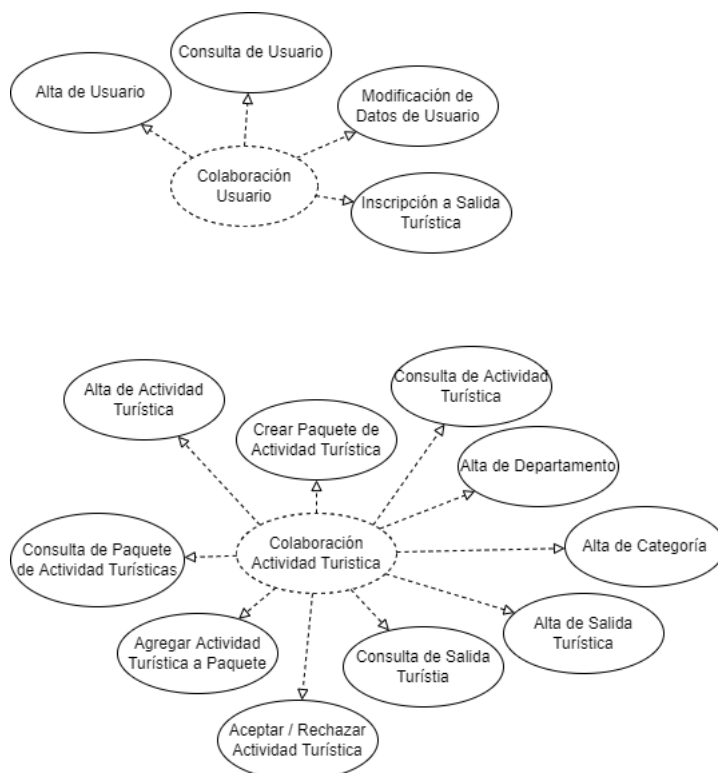 Consulta de Usuario
Alta de Usuario
Modificación de
Datos de Usuario
Colaboración
Usuario
Inscripción a Salida
Turística
Consulta de Actividad
Turística
Alta de Actividad
Turística
Crear Paquete de
Actividad Turística
Alta de Departamento
Colaboración
Actividad Turistica
Alta de Categoría
Consulta de Paquete
de Actividad Turísticas
Alta de Salida
Turística
Agregar Actividad
Turística a Paquete
Consulta de Salida
Turístia
Aceptar / Rechazar
Actividad Turística